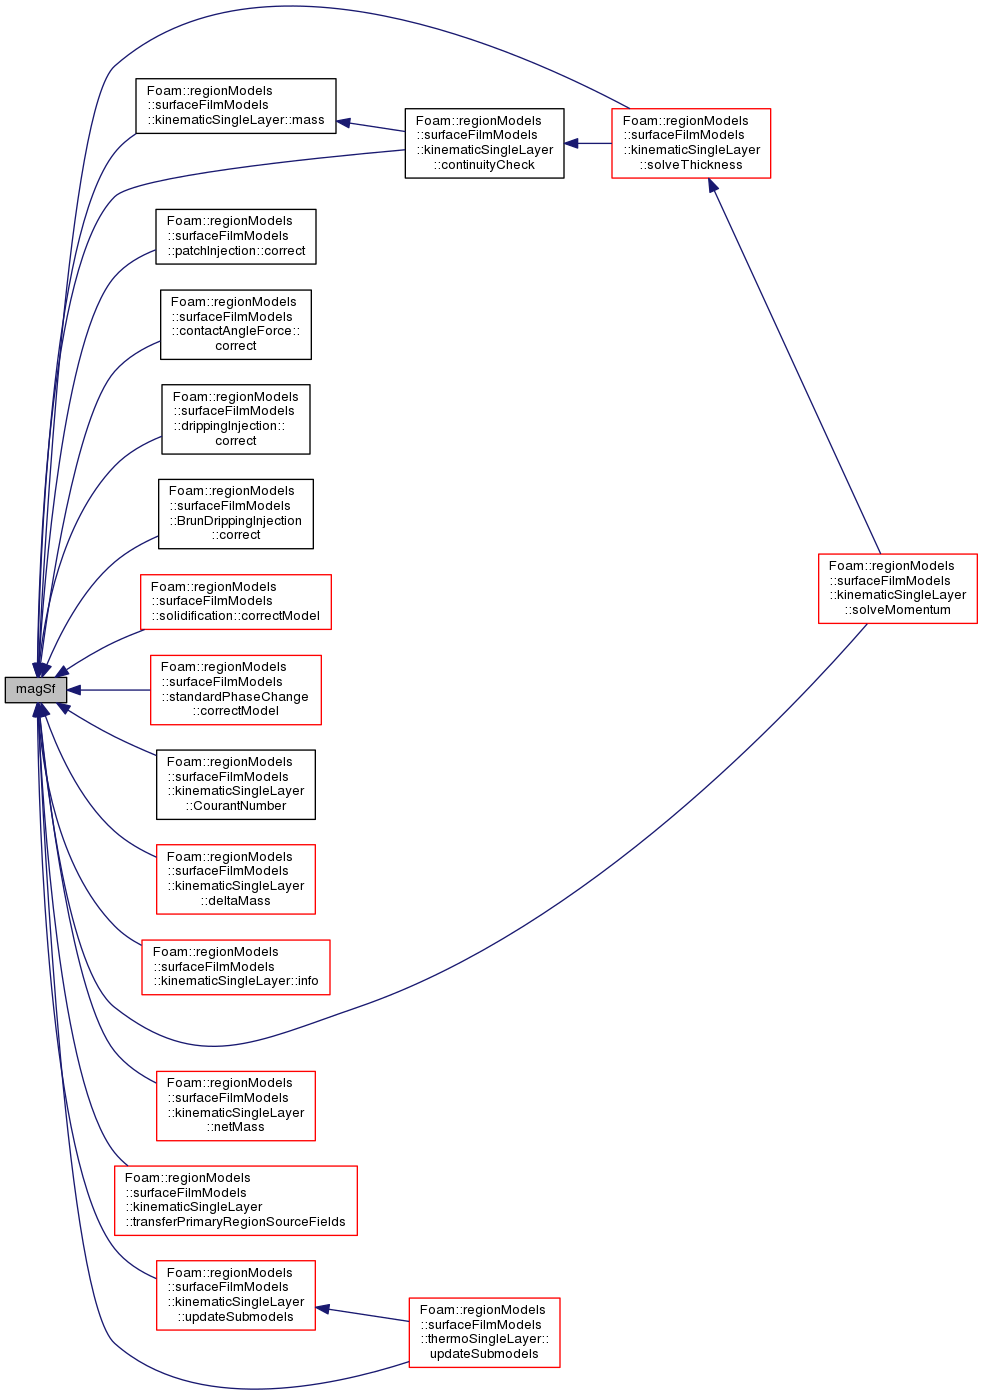 Foam::regionModels
::surfaceFilmModels
::kinematicSingleLayer::mass
Foam::regionModels
::surfaceFilmModels
::kinematicSingleLayer
::continuityCheck
Foam::regionModels
::surfaceFilmModels
::kinematicSingleLayer
::solveThickness
Foam::regionModels
::surfaceFilmModels
::patchInjection::correct
Foam::regionModels
::surfaceFilmModels
::contactAngleForce::
correct
Foam::regionModels
::surfaceFilmModels
::drippingInjection::
correct
Foam::regionModels
::surfaceFilmModels
::BrunDrippingInjection
::correct
Foam::regionModels
::surfaceFilmModels
::kinematicSingleLayer
::solveMomentum
Foam::regionModels
::surfaceFilmModels
::solidification::correctModel
magSf
Foam::regionModels
::surfaceFilmModels
::standardPhaseChange
::correctModel
Foam::regionModels
::surfaceFilmModels
::kinematicSingleLayer
::CourantNumber
Foam::regionModels
::surfaceFilmModels
::kinematicSingleLayer
::deltaMass
Foam::regionModels
::surfaceFilmModels
::kinematicSingleLayer::info
Foam::regionModels
::surfaceFilmModels
::kinematicSingleLayer
::netMass
Foam::regionModels
::surfaceFilmModels
::kinematicSingleLayer
::transferPrimaryRegionSourceFields
Foam::regionModels
::surfaceFilmModels
::kinematicSingleLayer
::updateSubmodels
Foam::regionModels
::surfaceFilmModels
::thermoSingleLayer::
updateSubmodels